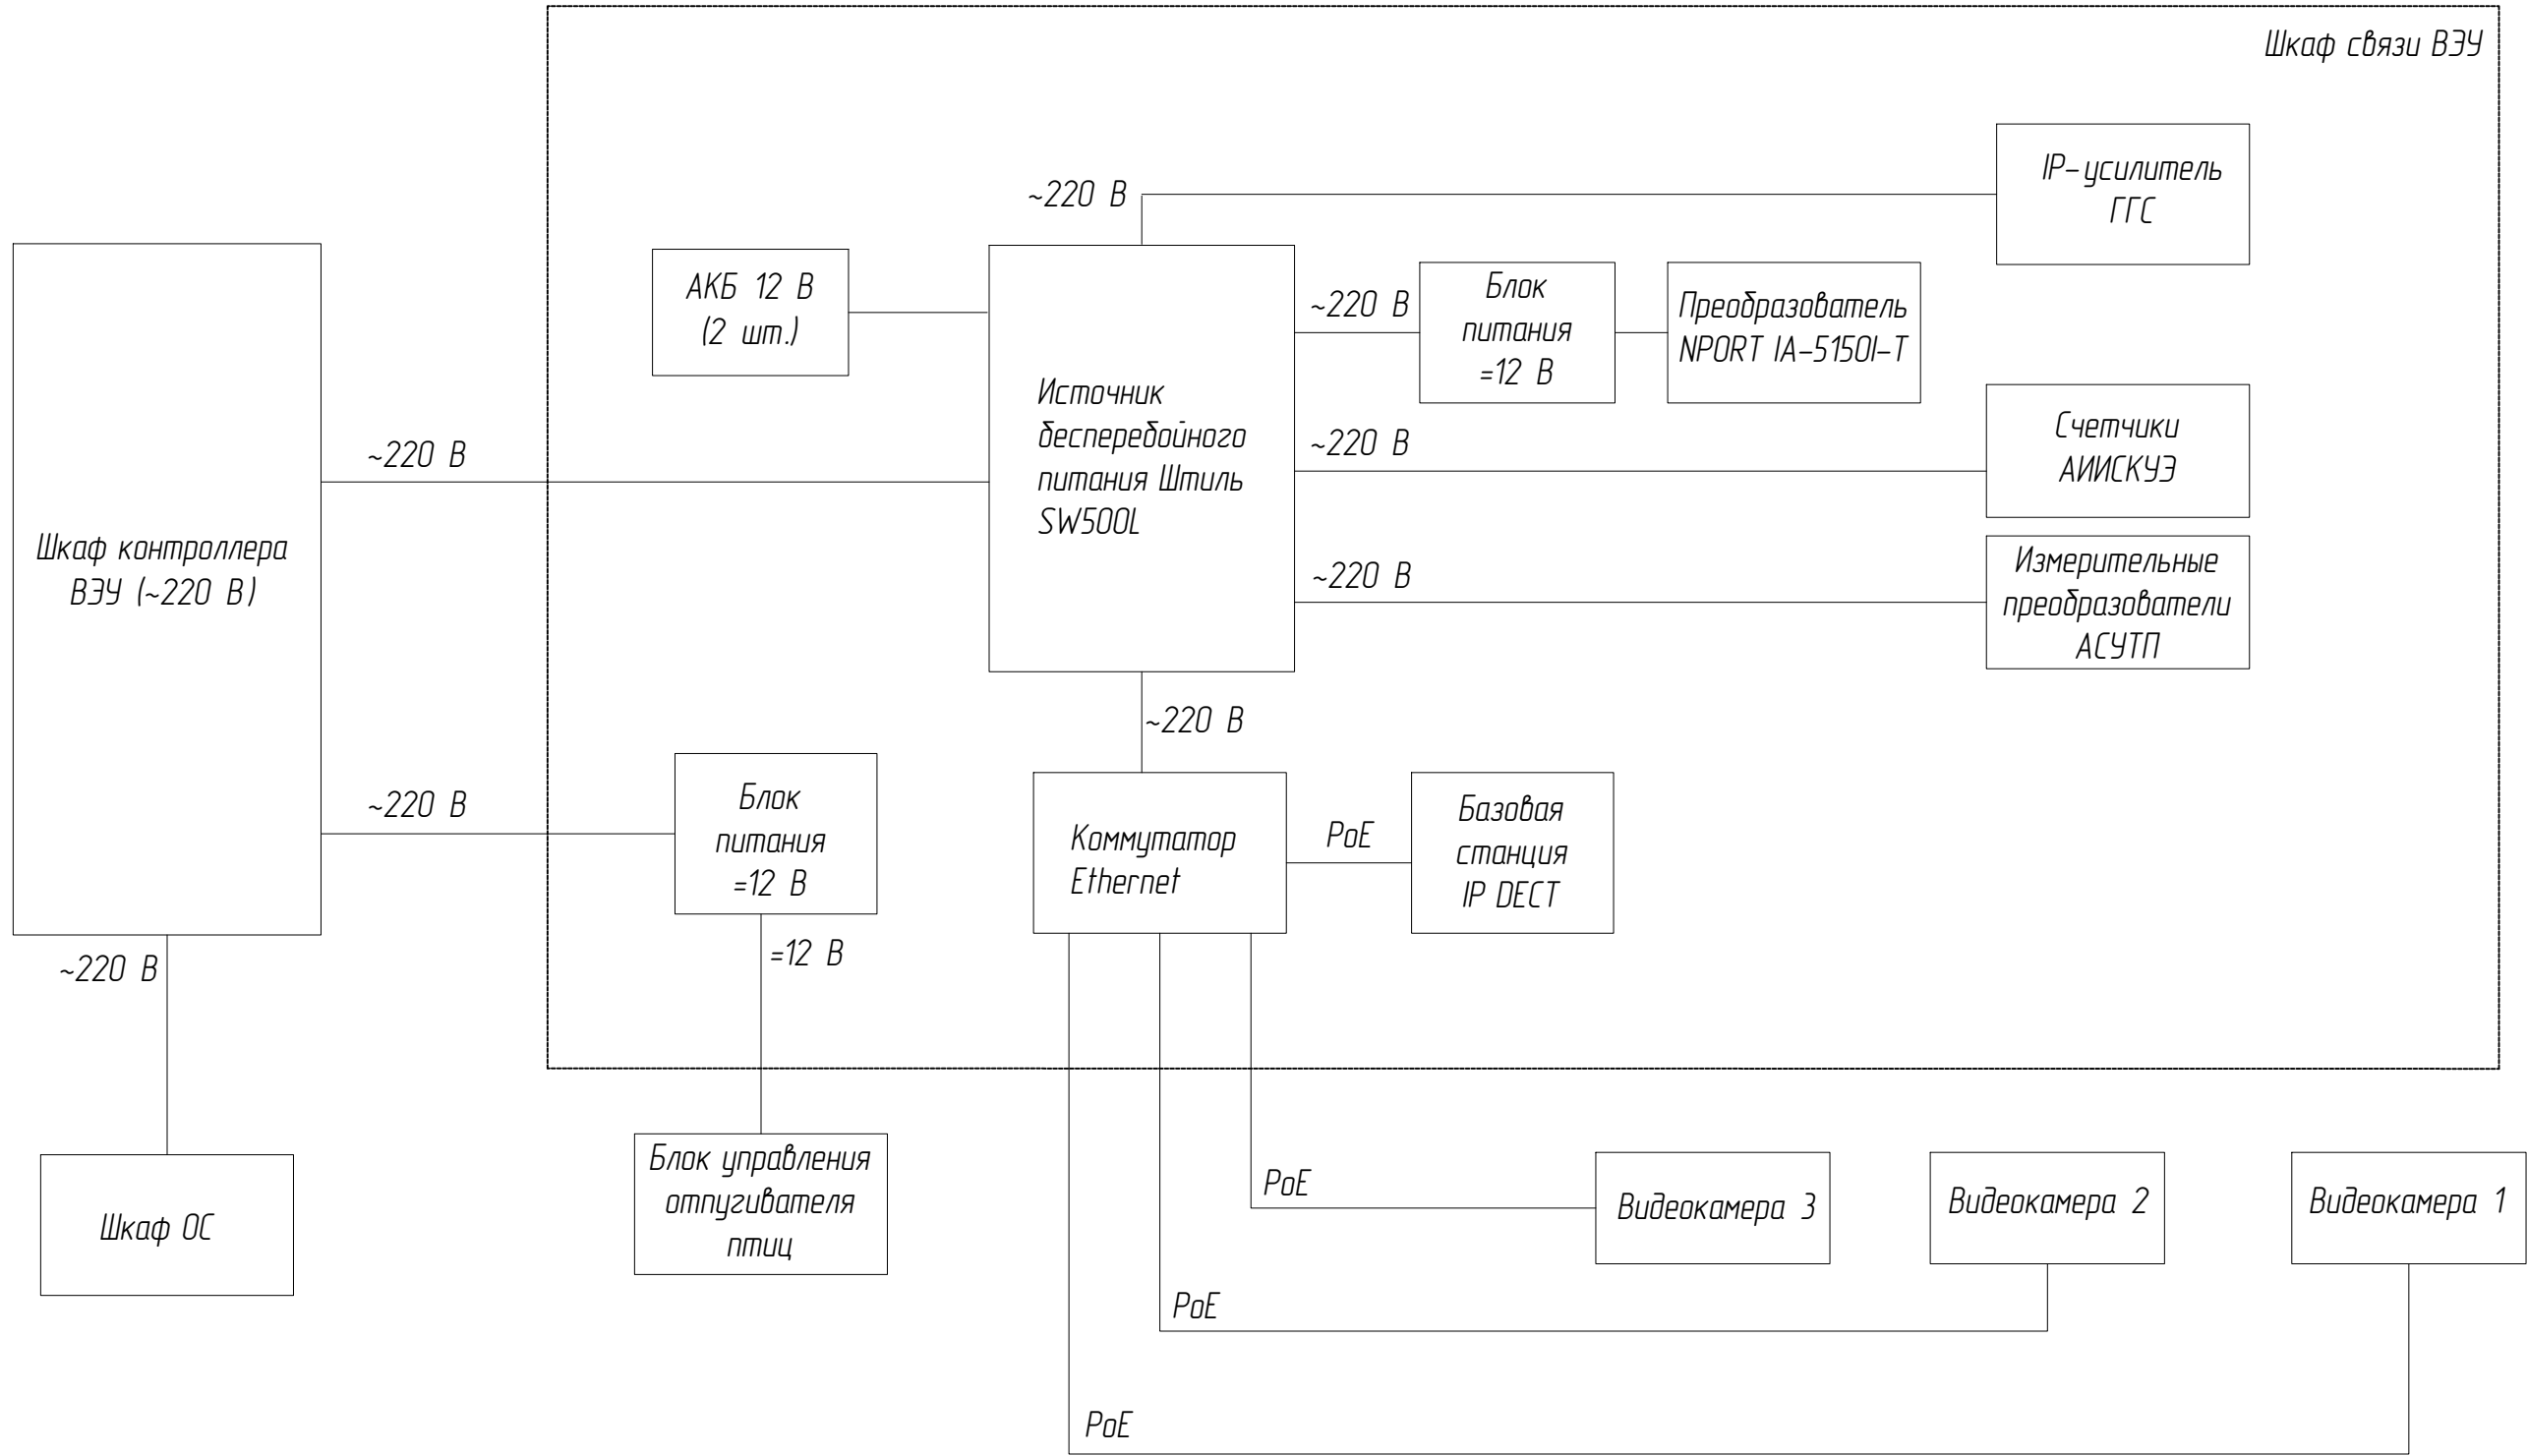 Шкаф связи ВЭУ
IP-усилитель
ГГС
~220 В
АКБ 12 В
(2 шт.)
~220 В
Блок
питания
=12 В
Преобразователь
NPORT IA-5150I-T
Источник
бесперебойного
питания Штиль
SW500L
~220 В
Счетчики
АИИСКУЭ
~220 В
Шкаф контроллера
ВЭУ (~220 В)
~220 В
Измерительные
преобразователи
АСУТП
~220 В
~220 В
Блок
питания
=12 В
Коммутатор
Ethernet
PoE
Базовая
станция
IP DECT
~220 В
=12 В
Шкаф ОС
Блок управления
отпугивателя
птиц
PoE
Видеокамера 3
Видеокамера 2
Видеокамера 1
PoE
PoE